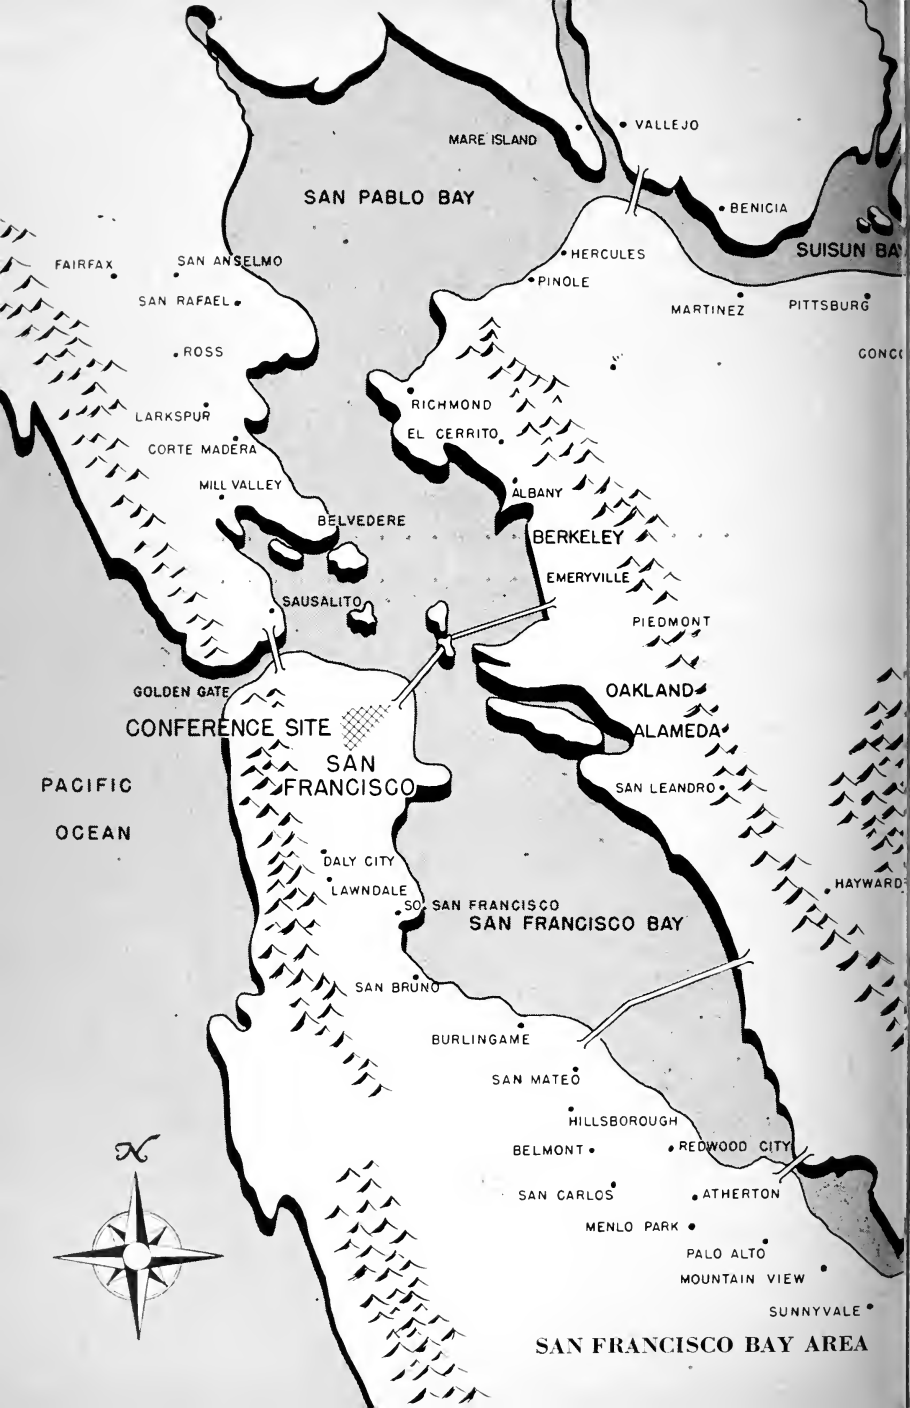 MARE ISLAND
VALLEJO
SAN PABLO BAY
BENICIA
SUISUN BA
HERCULES
PINOLE
FAIRFAX
SAN ANSELMO
SAN RAFAEL
MARTINEZ
PITTSBURG
CONC
ROSS
RICHMOND
LARKSPUR
EL CERRITO
CORTE MADERA
MILL VALLEY
ALBANY
BELVEDERE
BERKELEY
EMERYVILLE
SAUSALITO
PIEDMONT
GOLDEN GATE
OAKLAND
CONFERENCE SITE
ALAMEDA
SAN
FRANCISCO
PACIFIC
OCEAN
SAN LEANDRO
DALY CITY
LAWNDALE
HAYWARD
SO. SAN FRANCISCO
SAN FRANCISCO BAY
SAN BRUNO
BURLINGAME
SAN MATEO
HILLSBOROUGH
BELMONT
REDWOOD CITY
N
SAN CARLOS
ATHERTON
MENLO PARK
PALO ALTO
MOUNTAIN VIEW
SUNNYVALE
SAN FRANCISCO BAY AREA